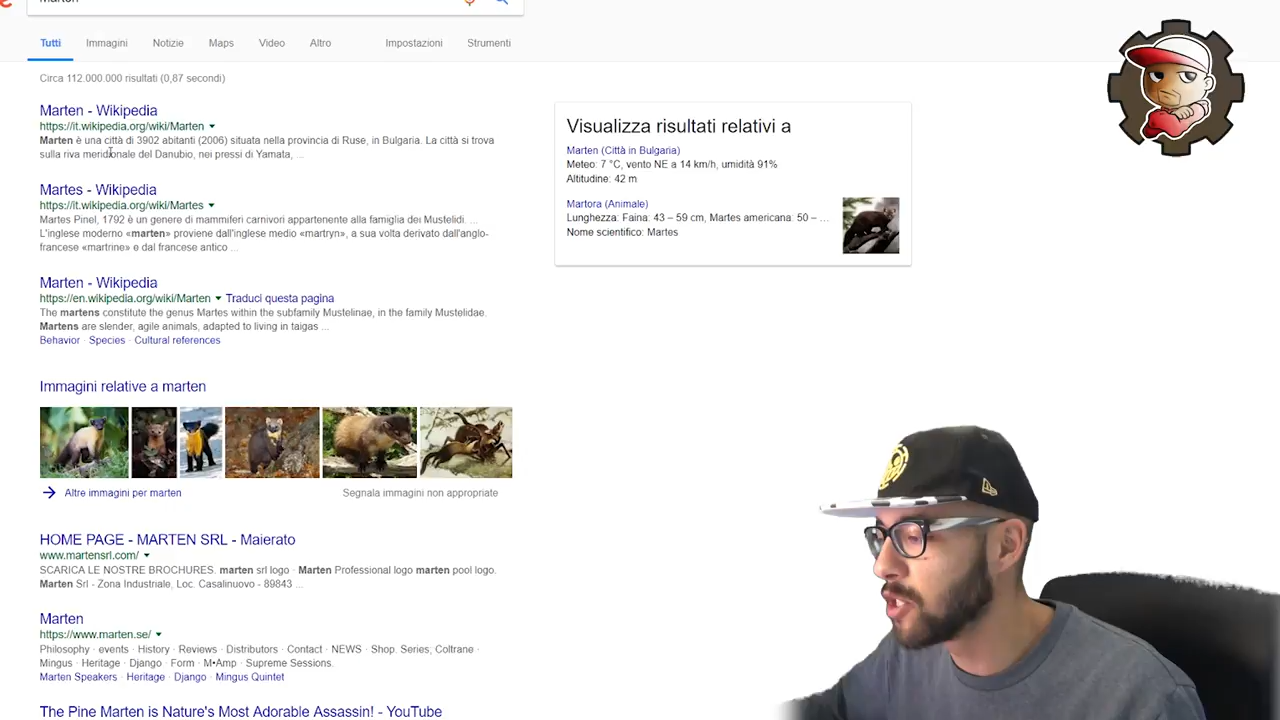 Tutti Immagini Notizie Maps Video Altro Impostazioni Strumenti
Circa 112.000.000 risultati (0,87 secondi)
Marten - Wikipedia
https://it.wikipedia.org/wiki/Marten
Marten è una città di 3902 abitanti (2006) situata nella provincia di Ruse, in Bulgaria. La città si trova
sulla riva meridionale del Danubio, nei pressi di Yamata, ...
Martes - Wikipedia
https://it.wikipedia.org/wiki/Martes
Martes Pinel, 1792 è un genere di mammiferi carnivori appartenente alla famiglia dei Mustelidi. ...
L'inglese moderno «marten» proviene dall'inglese medio «martryn», a sua volta derivato dall'anglo-
francese «martrine» e dal francese antico ...
Marten - Wikipedia
https://en.wikipedia.org/wiki/Marten Traduci questa pagina
The martens constitute the genus Martes within the subfamily Mustelinae, in the family Mustelidae.
Martens are slender, agile animals, adapted to living in taigas ...
Behavior · Species · Cultural references
Immagini relative a marten
Altre immagini per marten Segnala immagini non appropriate
HOME PAGE - MARTEN SRL - Maierato
www.martensrl.com/
SCARICA LE NOSTRE BROCHURES. marten srl logo · Marten Professional logo marten pool logo.
Marten Srl - Zona Industriale, Loc. Casalinuovo - 89843 ...
Marten
https://www.marten.se/
Philosophy · events · History · Reviews · Distributors · Contact · NEWS · Shop. Series; Coltrane ·
Mingus · Heritage · Django · Form · M•Amp · Supreme Sessions.
Marten Speakers · Heritage · Django · Mingus Quintet
The Pine Marten is Nature's Most Adorable Assassin! - YouTube
Visualizza risultati relativi a
Marten (Città in Bulgaria)
Meteo: 7 °C, vento NE a 14 km/h, umidità 91%
Altitudine: 42 m
Martora (Animale)
Lunghezza: Faina: 43 – 59 cm, Martes americana: 50 – ...
Nome scientifico: Martes